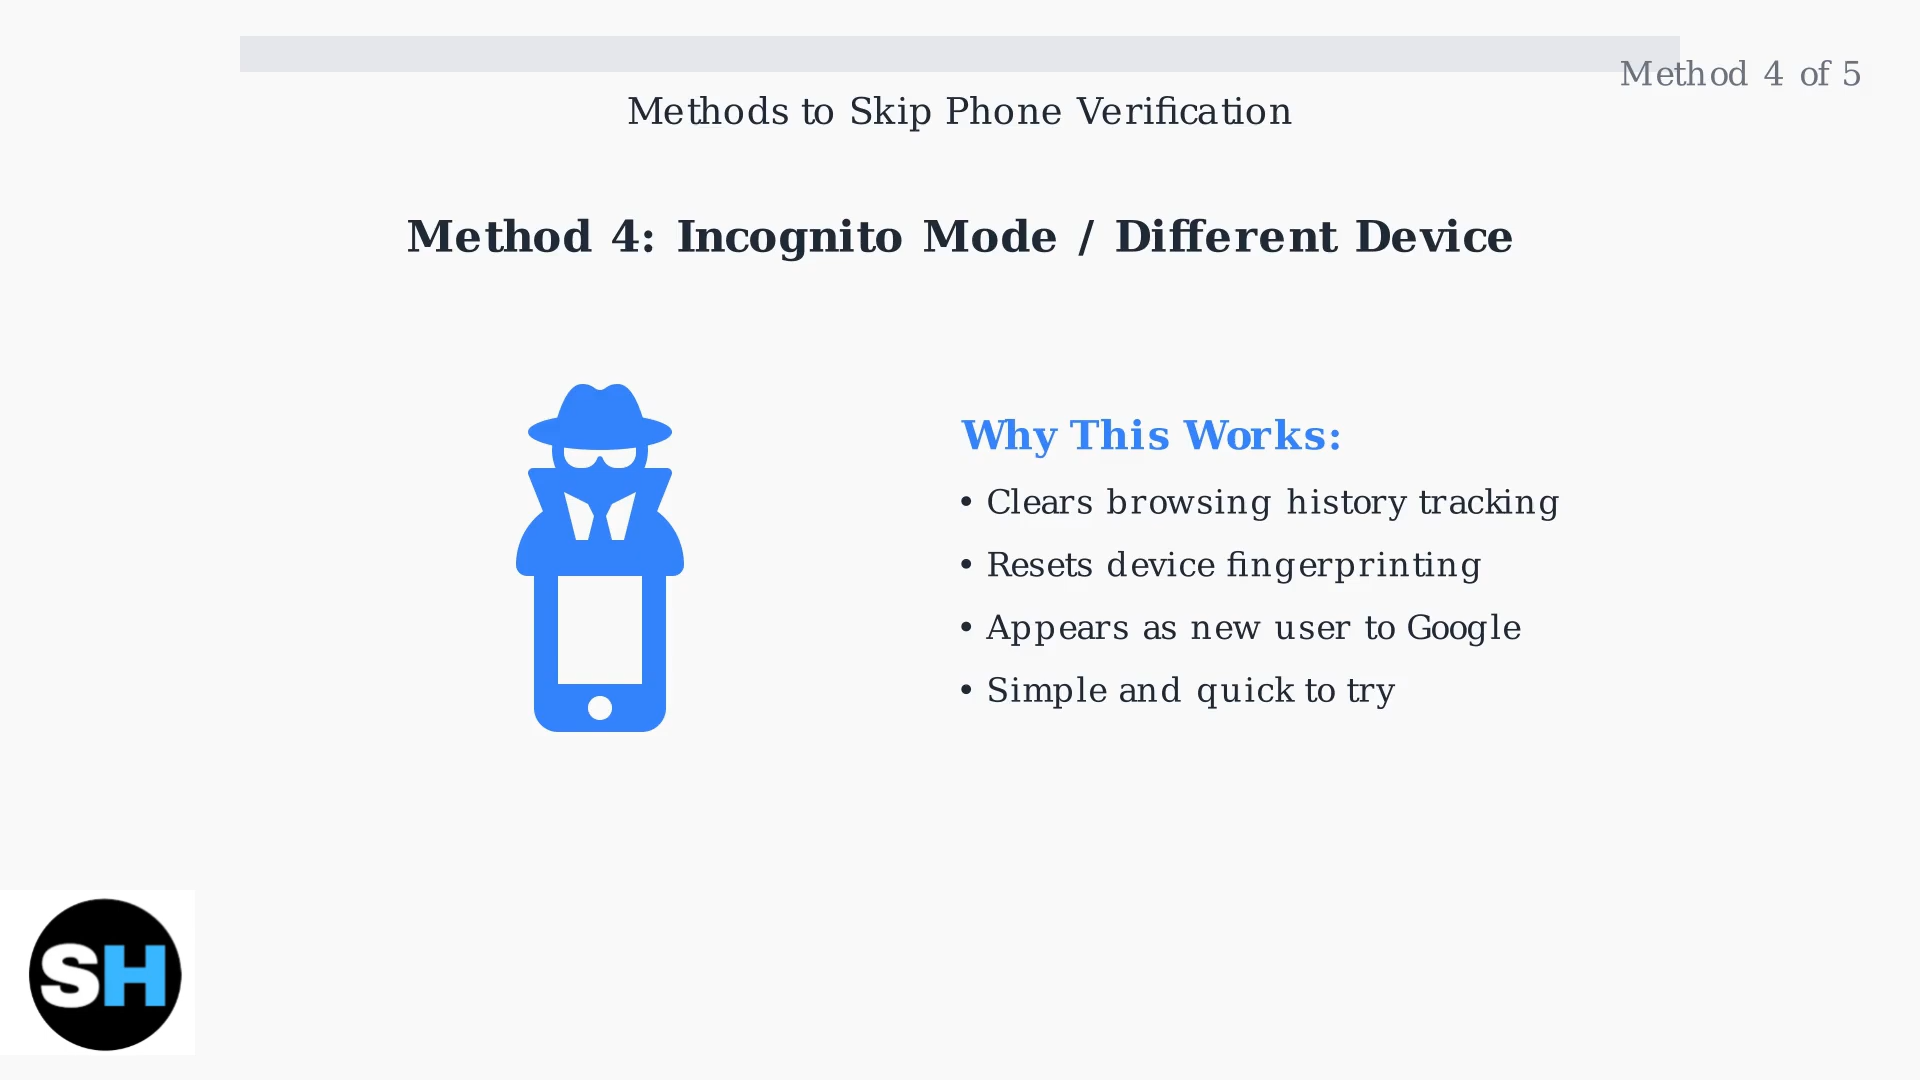 Method 4 of 5
Methods to Skip Phone Verification
Method 4: Incognito Mode / Different Device
Why This Works:
• Clears browsing history tracking
• Resets device fingerprinting
• Appears as new user to Google
• Simple and quick to try
SH